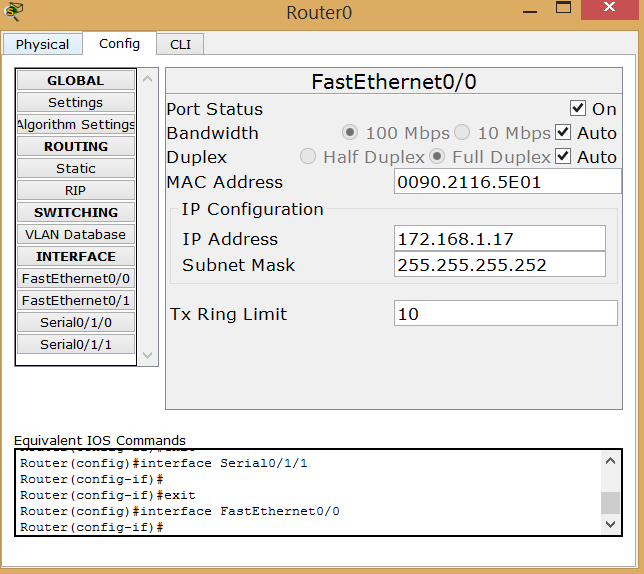 Router0
Physical Config CLI
GLOBAL
Settings
Algorithm Settings
ROUTING
Static
RIP
SWITCHING
VLAN Database
INTERFACE
FastEthernet0/0
FastEthernet0/1
Serial0/1/0
Serial0/1/1
FastEthernet0/0
Port Status On
Bandwidth 100 Mbps 10 Mbps Auto
Duplex Half Duplex Full Duplex Auto
MAC Address 0090.2116.5E01
IP Configuration
IP Address 172.168.1.17
Subnet Mask 255.255.255.252
Tx Ring Limit 10
Equivalent IOS Commands
Router(config)#interface Serial0/1/1
Router(config-if)#
Router(config-if)#exit
Router(config)#interface FastEthernet0/0
Router(config-if)#